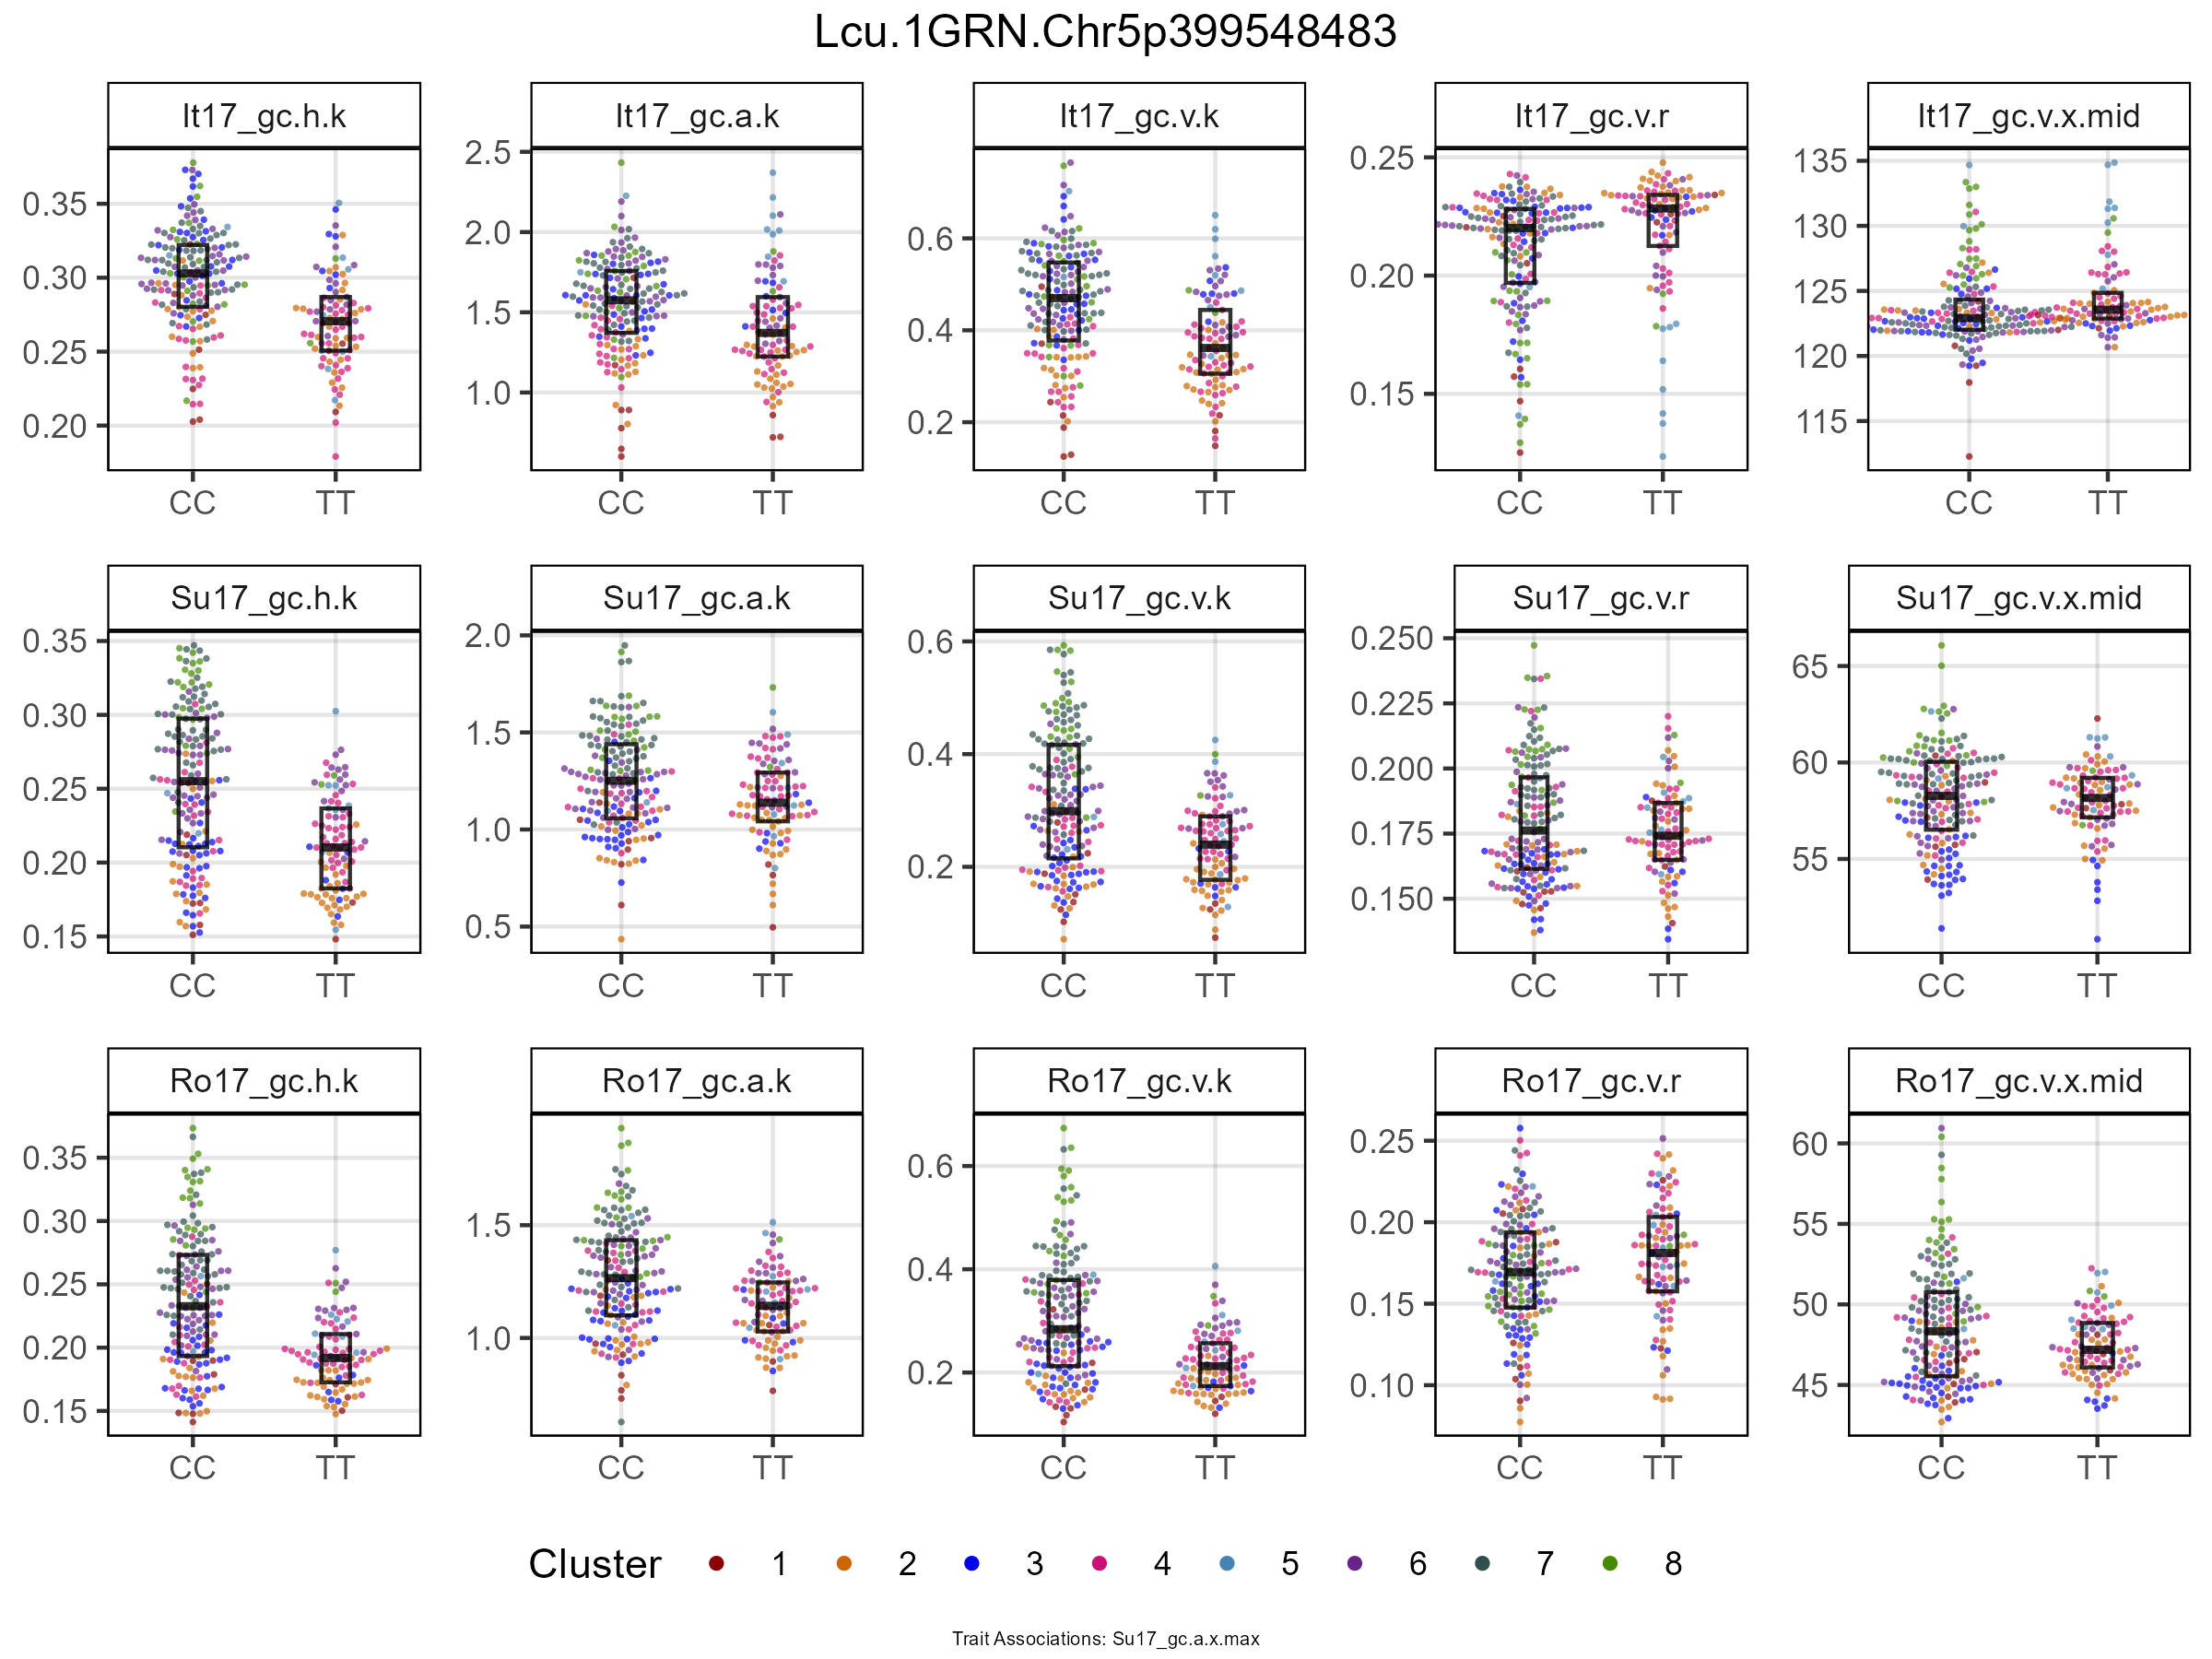 Lcu.1GRN.Chr5p399548483
It17_gc.h.k It17_gc.a.k It17_gc.v.k It17_gc.v.r It17_gc.v.x.mid
0.35 0.30 0.25 0.20
2.5 2.0 1.5 1.0
0.6 0.4 0.2
0.25 0.20 0.15
135 130 125 120 115
CC TT CC TT CC TT CC TT CC TT
Su17_gc.h.k Su17_gc.a.k Su17_gc.v.k Su17_gc.v.r Su17_gc.v.x.mid
0.35 0.30 0.25 0.20 0.15
2.0 1.5 1.0 0.5
0.6 0.4 0.2
0.250 0.225 0.200 0.175 0.150
65 60 55
CC TT CC TT CC TT CC TT CC TT
Ro17_gc.h.k Ro17_gc.a.k Ro17_gc.v.k Ro17_gc.v.r Ro17_gc.v.x.mid
0.35 0.30 0.25 0.20 0.15
1.5 1.0
0.6 0.4 0.2
0.25 0.20 0.15 0.10
60 55 50 45
CC TT CC TT CC TT CC TT CC TT
Cluster 1 2 3 4 5 6 7 8
Trait Associations: Su17_gc.a.x.max